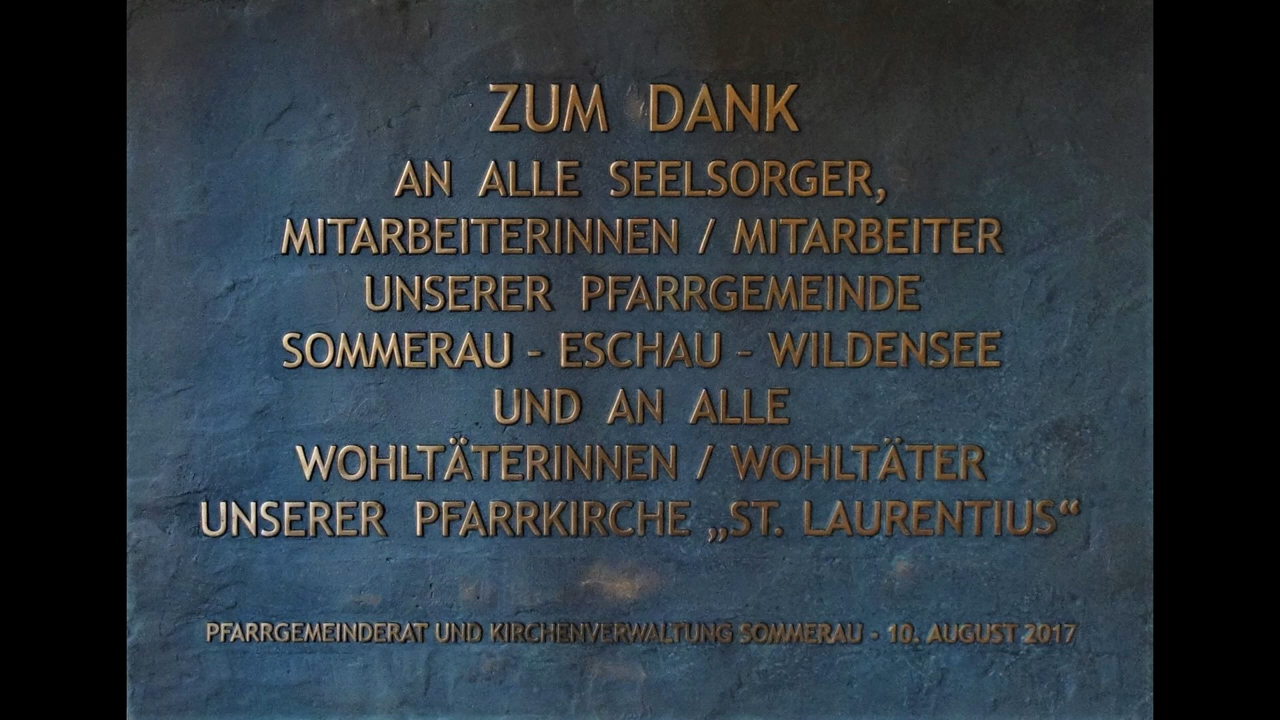 ZUM DANK
AN ALLE SEELSORGER,
MITARBEITERINNEN / MITARBEITER
UNSERER PFARRGEMEINDE
SOMMERAU - ESCHAU - WILDENSEE
UND AN ALLE
WOHLTÄTERINNEN / WOHLTÄTER
UNSERER PFARRKIRCHE „ST. LAURENTIUS“
PFARRGEMEINDERAT UND KIRCHENVERWALTUNG SOMMERAU - 10. AUGUST 2017